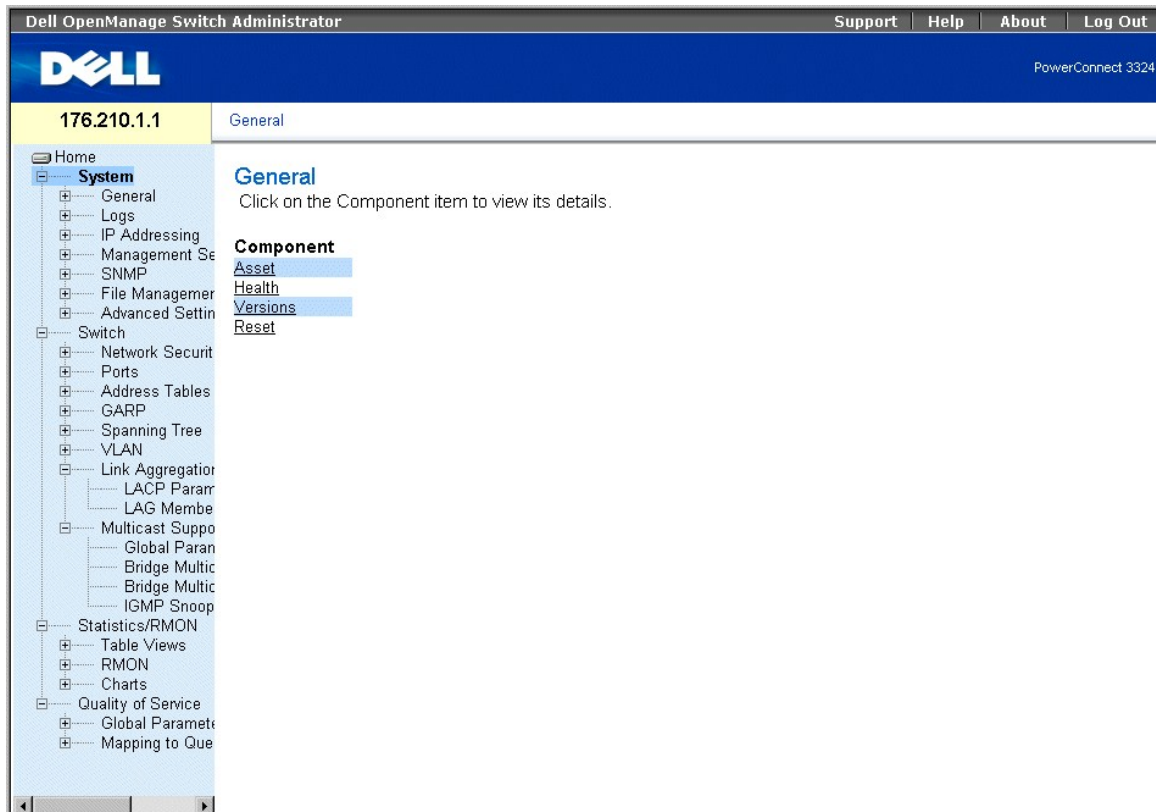 Dell OpenManage Switch Administrator
Support | Help | About | Log Out
DELL
PowerConnect 3324
176.210.1.1
General
Home
System
General
Logs
IP Addressing
Management Se
SNMP
File Managemer
Advanced Settin
Switch
Network Securit
Ports
Address Tables
GARP
Spanning Tree
VLAN
Link Aggregation
LACP Param
LAG Membe
Multicast Suppo
Global Param
Bridge Multic
Bridge Multic
IGMP Snoop
Statistics/RMON
Table Views
RMON
Charts
Quality of Service
Global Paramete
Mapping to Que
General
Click on the Component item to view its details.
Component
Asset
Health
Versions
Reset